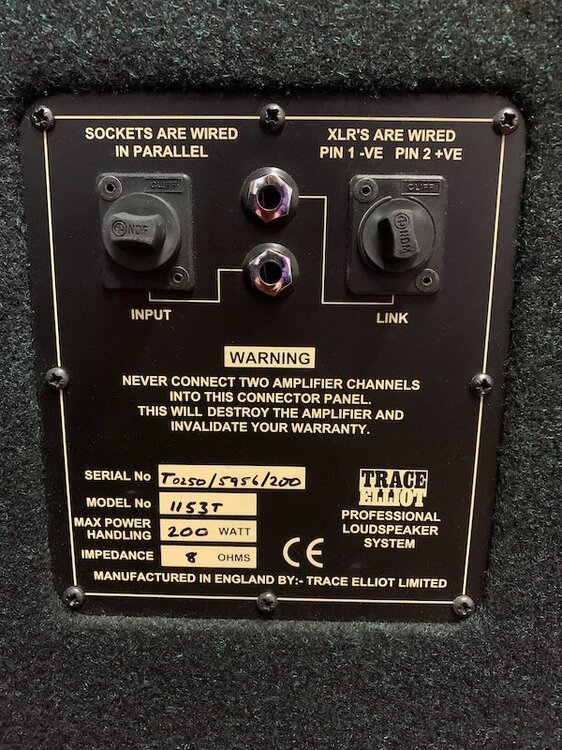 SOCKETS ARE WIRED
IN PARALLEL
XLR'S ARE WIRED
PIN 1 -VE PIN 2 +VE
CLIFF
CLIFF
INPUT
LINK
WARNING
NEVER CONNECT TWO AMPLIFIER CHANNELS
INTO THIS CONNECTOR PANEL.
THIS WILL DESTROY THE AMPLIFIER AND
INVALIDATE YOUR WARRANTY.
SERIAL No T0250/5956/200
MODEL No 1153T
MAX POWER
HANDLING 200 WATT
IMPEDANCE 8 OHMS
CE
TRACE
ELLIOT
PROFESSIONAL
LOUDSPEAKER
SYSTEM
MANUFACTURED IN ENGLAND BY:- TRACE ELLIOT LIMITED